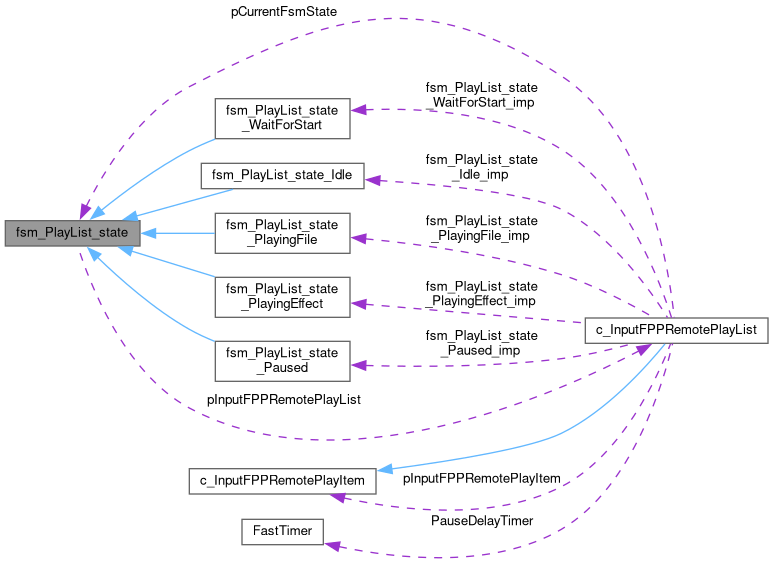 pCurrentFsmState
fsm_PlayList_state
_WaitForStart
fsm_PlayList_state
_WaitForStart_imp
fsm_PlayList_state_Idle
fsm_PlayList_state
_Idle_imp
fsm_PlayList_state
fsm_PlayList_state
_PlayingFile
fsm_PlayList_state
_PlayingFile_imp
fsm_PlayList_state
_PlayingEffect
fsm_PlayList_state
_PlayingEffect_imp
c_InputFPPRemotePlayList
fsm_PlayList_state
_Paused
fsm_PlayList_state
_Paused_imp
pInputFPPRemotePlayList
c_InputFPPRemotePlayItem
pInputFPPRemotePlayItem
FastTimer
PauseDelayTimer